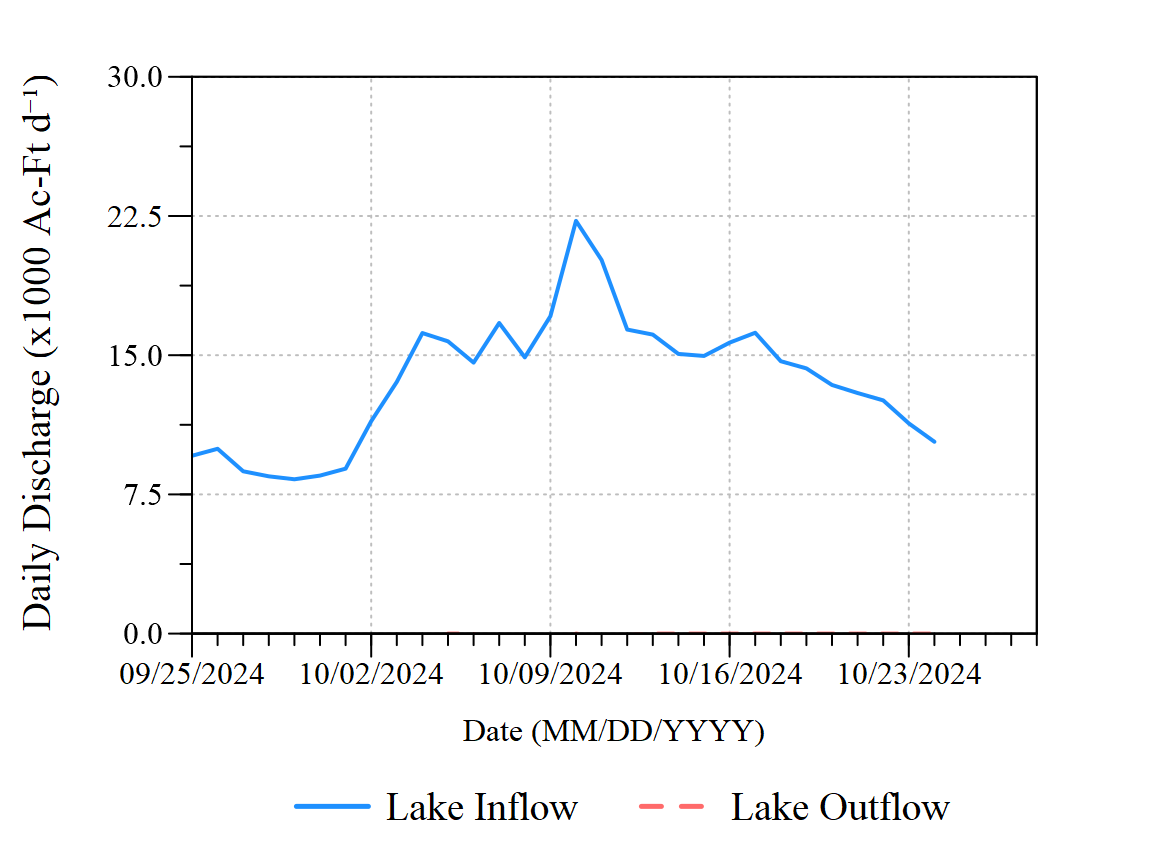 Daily Discharge (x1000 Ac-Ft d⁻¹)
30.0
22.5
15.0
7.5
0.0
09/25/2024 10/02/2024 10/09/2024 10/16/2024 10/23/2024
Date (MM/DD/YYYY)
Lake Inflow Lake Outflow